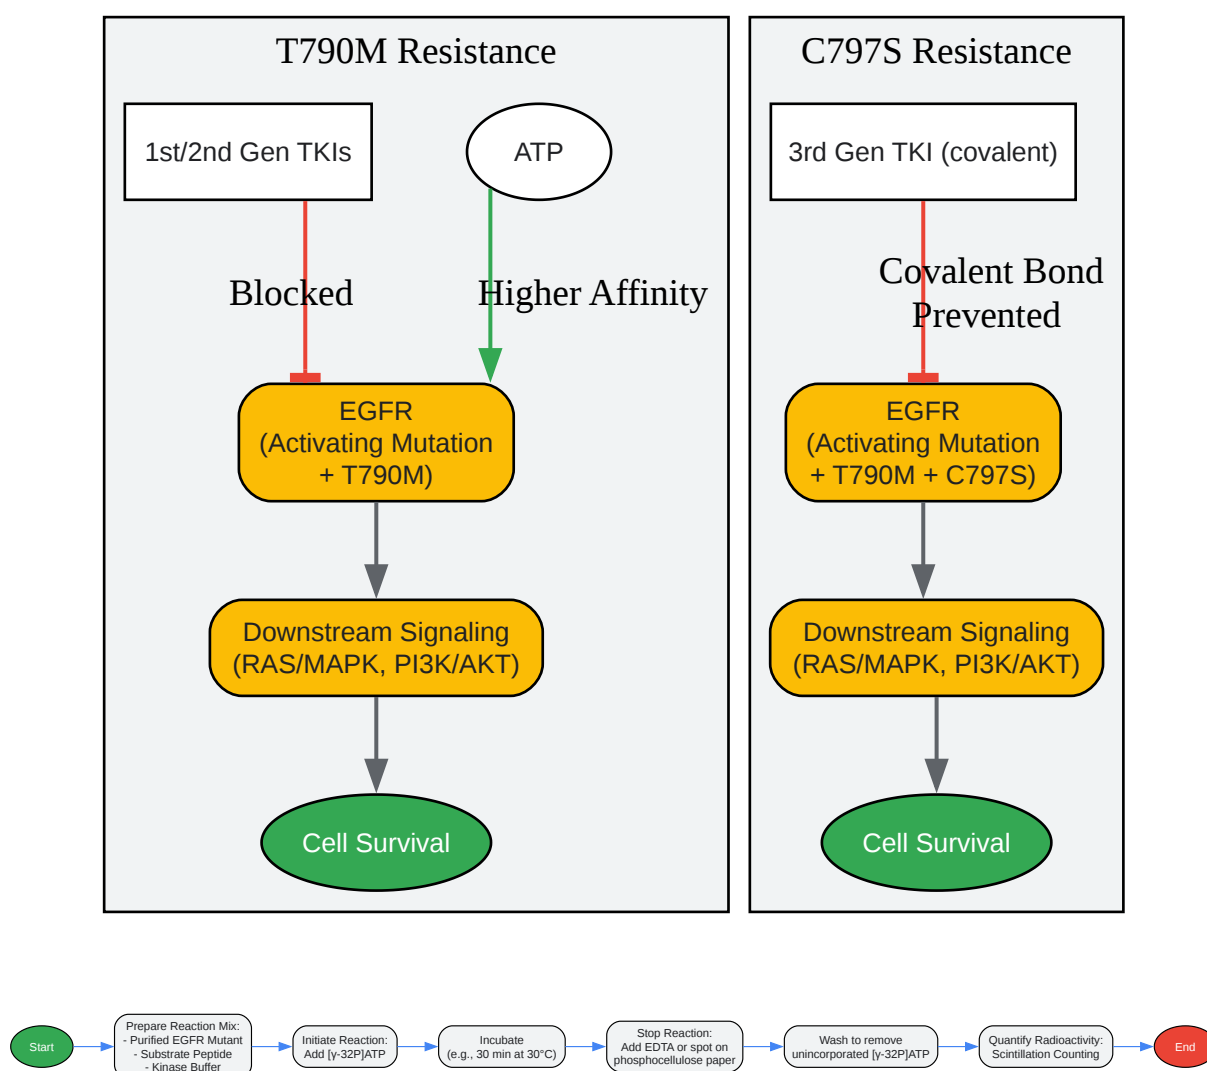 T790M Resistance
1st/2nd Gen TKIs
ATP
Blocked
Higher Affinity
EGFR
(Activating Mutation
+ T790M)
Downstream Signaling
(RAS/MAPK, PI3K/AKT)
Cell Survival
C797S Resistance
3rd Gen TKI (covalent)
Covalent Bond
Prevented
EGFR
(Activating Mutation
+ T790M + C797S)
Downstream Signaling
(RAS/MAPK, PI3K/AKT)
Cell Survival
Start
Prepare Reaction Mix:
- Purified EGFR Mutant
- Substrate Peptide
- Kinase Buffer
Initiate Reaction:
Add [γ-32P]ATP
Incubate
(e.g., 30 min at 30°C)
Stop Reaction:
Add EDTA or spot on
phosphocellulose paper
Wash to remove
unincorporated [γ-32P]ATP
Quantify Radioactivity:
Scintillation Counting
End